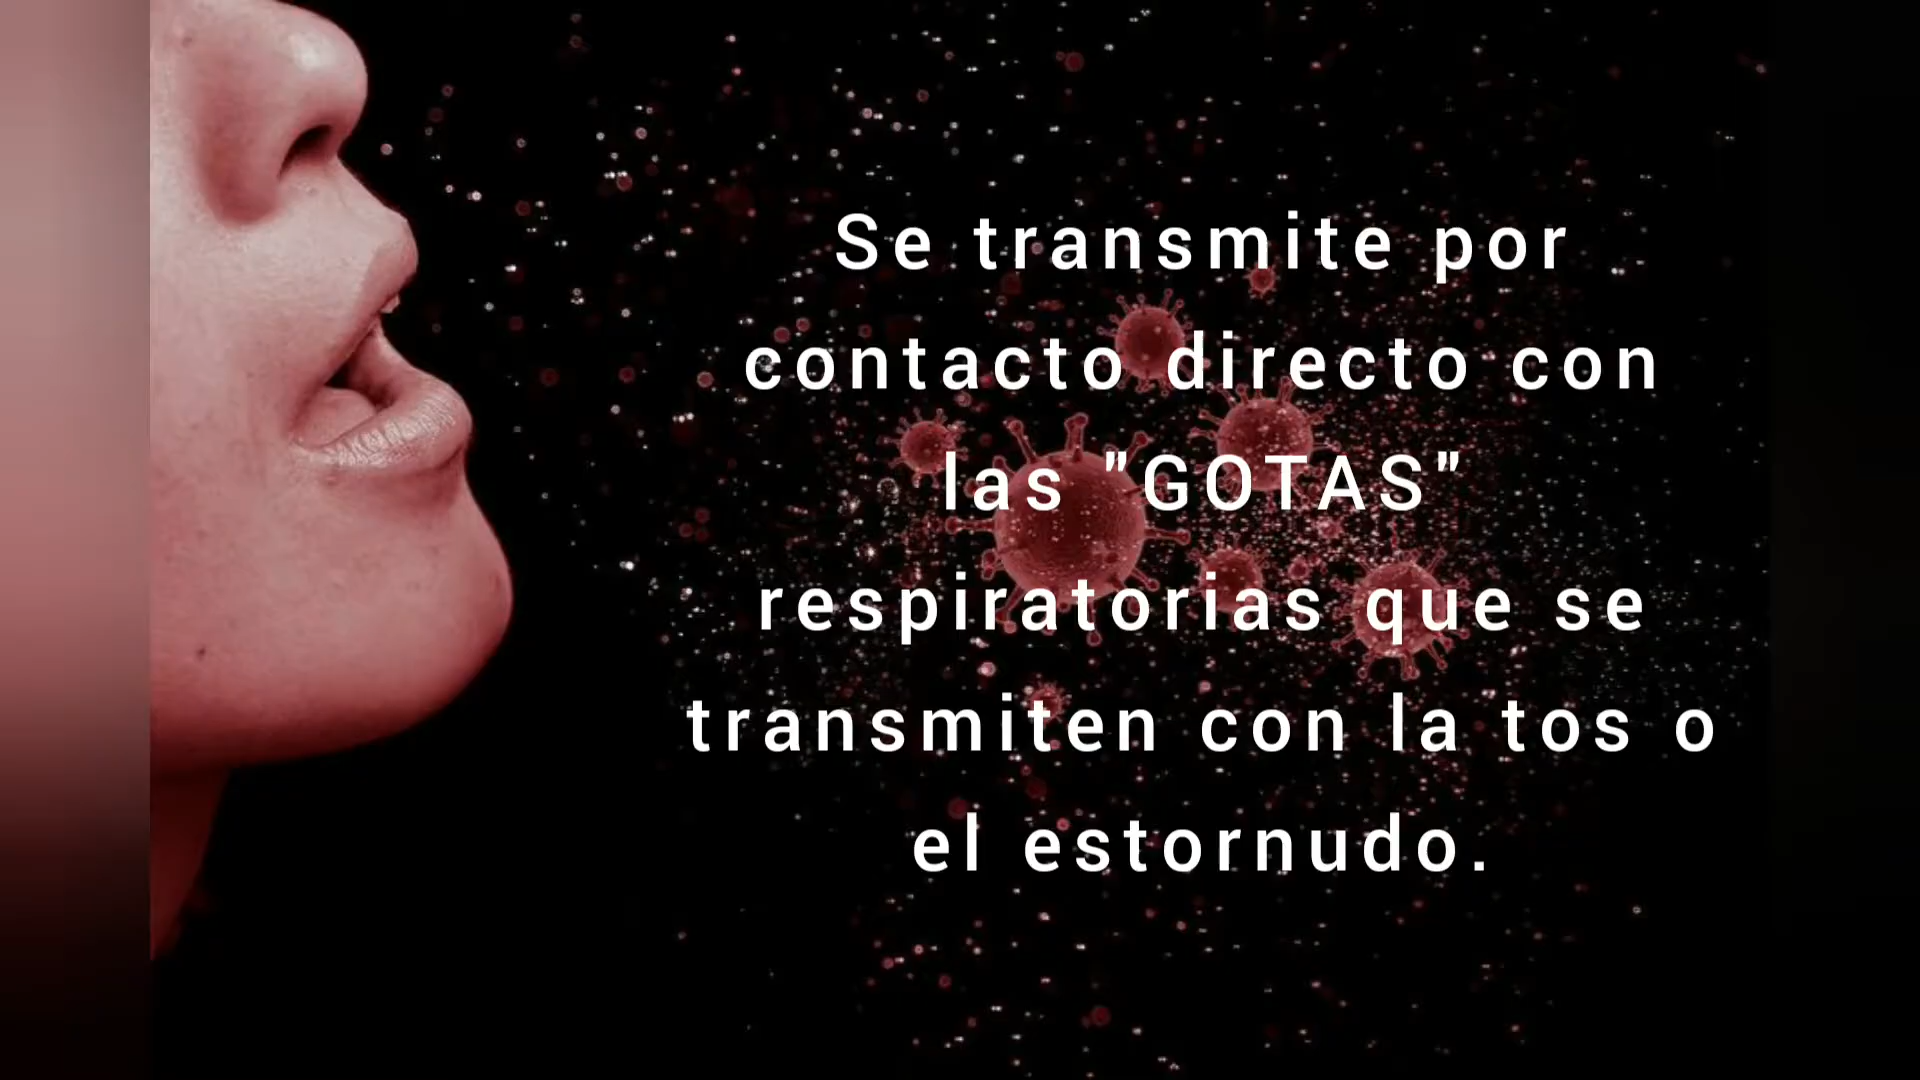 Se transmite por
contacto directo con
las "GOTAS"
respiratorias que se
transmiten con la tos o
el estornudo.